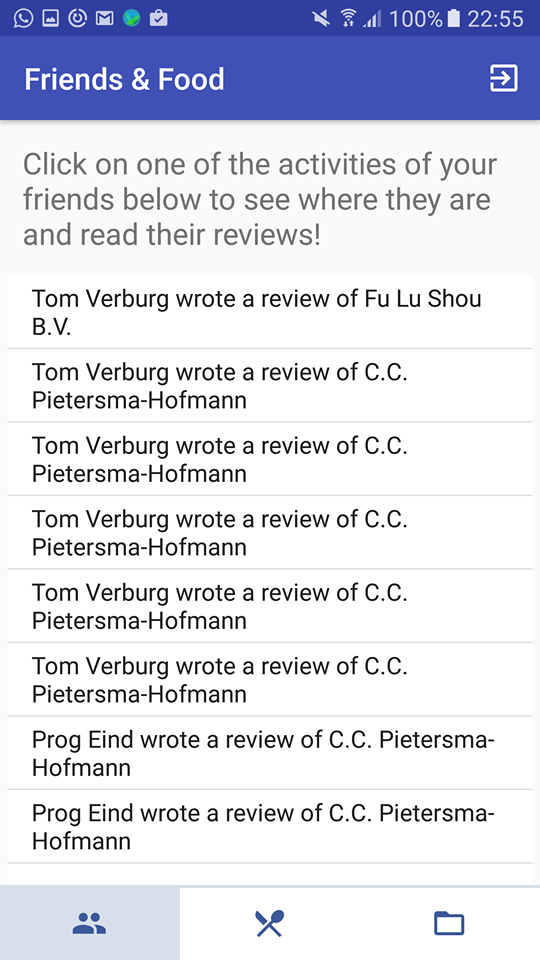 100% 22:55
Friends & Food
Click on one of the activities of your
friends below to see where they are
and read their reviews!
Tom Verburg wrote a review of Fu Lu Shou
B.V.
Tom Verburg wrote a review of C.C.
Pietersma-Hofmann
Tom Verburg wrote a review of C.C.
Pietersma-Hofmann
Tom Verburg wrote a review of C.C.
Pietersma-Hofmann
Tom Verburg wrote a review of C.C.
Pietersma-Hofmann
Tom Verburg wrote a review of C.C.
Pietersma-Hofmann
Prog Eind wrote a review of C.C. Pietersma-
Hofmann
Prog Eind wrote a review of C.C. Pietersma-
Hofmann